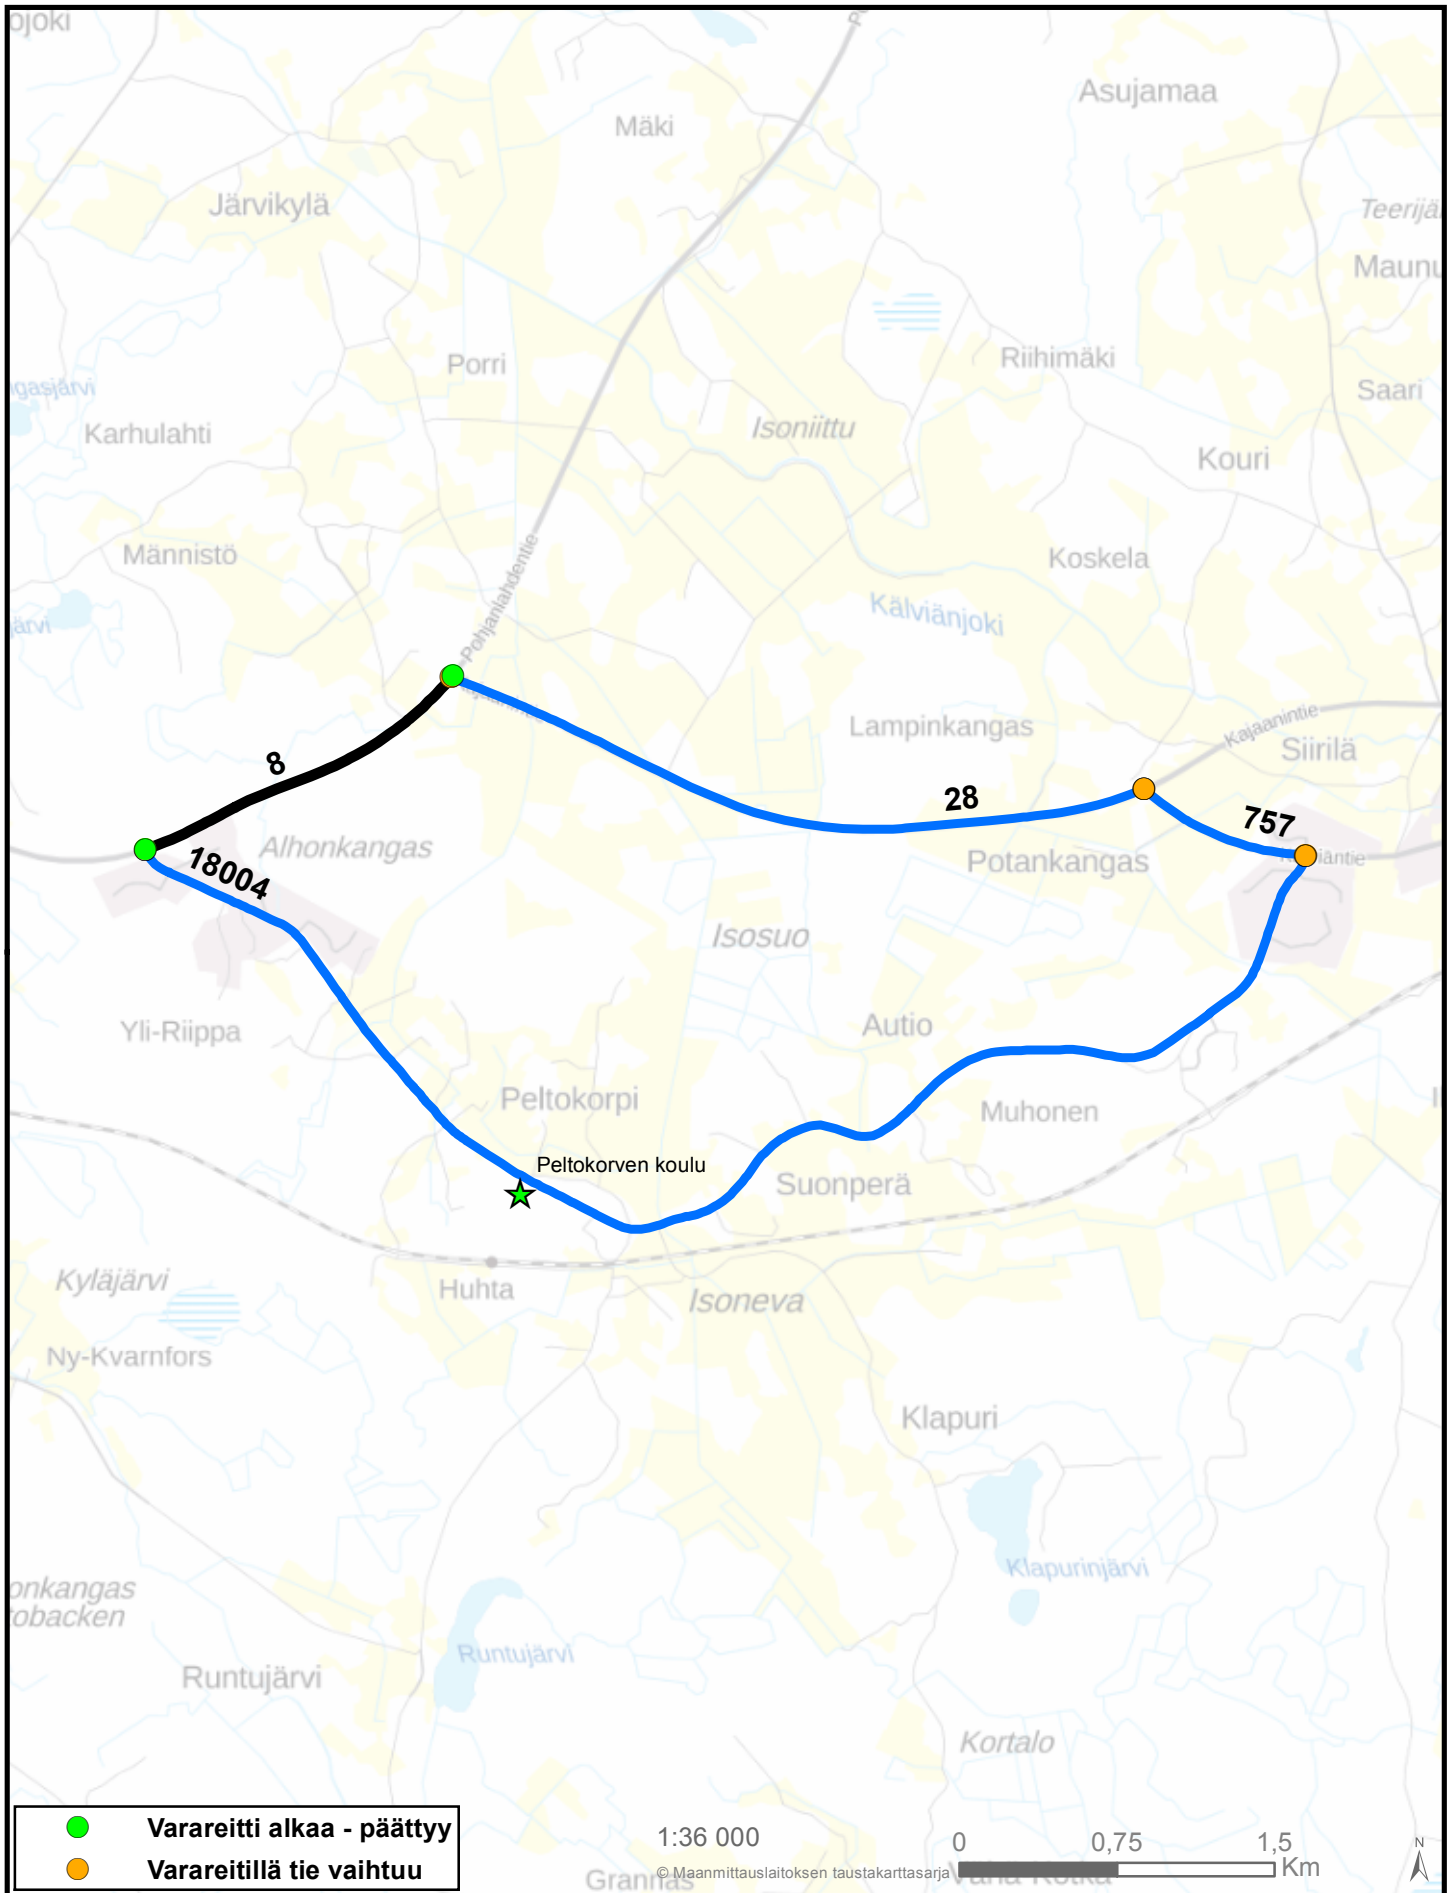 Asujamaa
Mäki
Järvikylä
Porri
Riihimäki
Saari
Karhulahti
Isoniittu
Kouri
Männistö
Pohjanlahdentie
Koskela
Kälviänjoki
Lampinkangas
Kajaanintie
Siirilä
8
28
757
Alhonkangas
18004
Potankangas
Isosuo
Yli-Riippa
Autio
Peltokorpi
Muhonen
Peltokorven koulu
Suonperä
Kyläjärvi
Huhta
Isoneva
Ny-Kvarnfors
Klapuri
Klapurinjärvi
Runtujärvi
Runtujärvi
Kortalo
Varareitti alkaa - päättyy
Varareitillä tie vaihtuu
1:36 000
0 0,75 1,5
Km
N
© Maanmittauslaitoksen taustakarttasarja